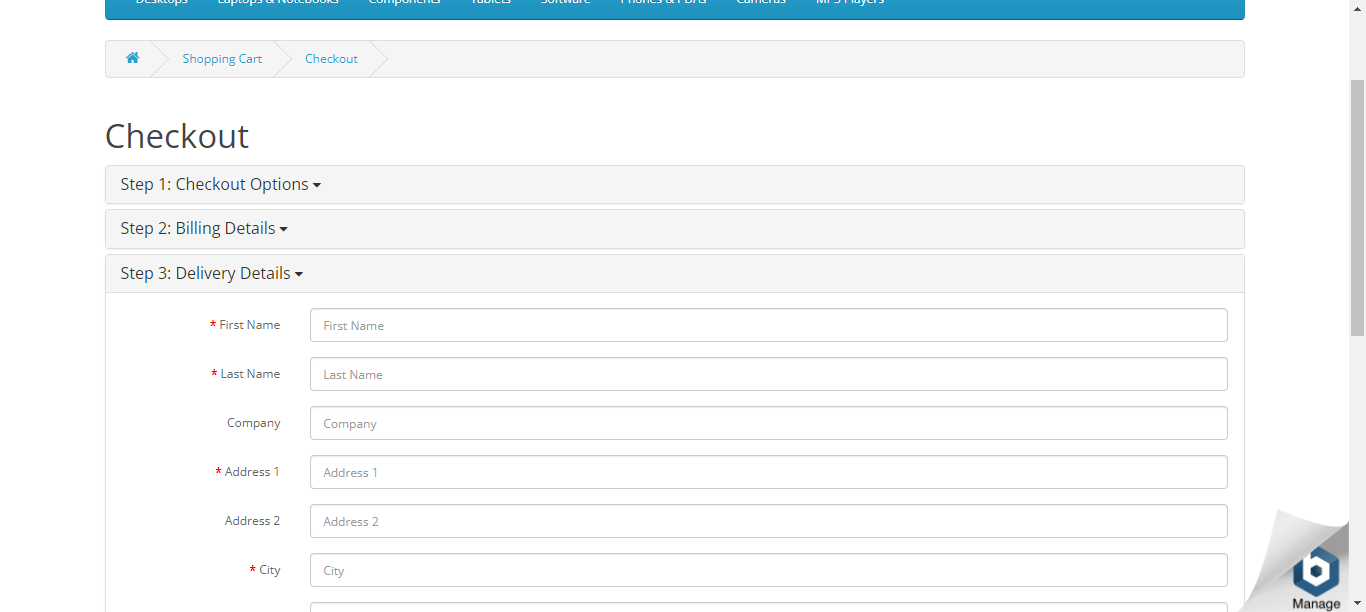 Desktops Laptops & Notebooks Components Tablets Software Phones & PDAs Cameras MP3 Players
Shopping Cart Checkout
Checkout
Step 1: Checkout Options
Step 2: Billing Details
Step 3: Delivery Details
* First Name First Name
* Last Name Last Name
Company Company
* Address 1 Address 1
Address 2 Address 2
* City City
Manage